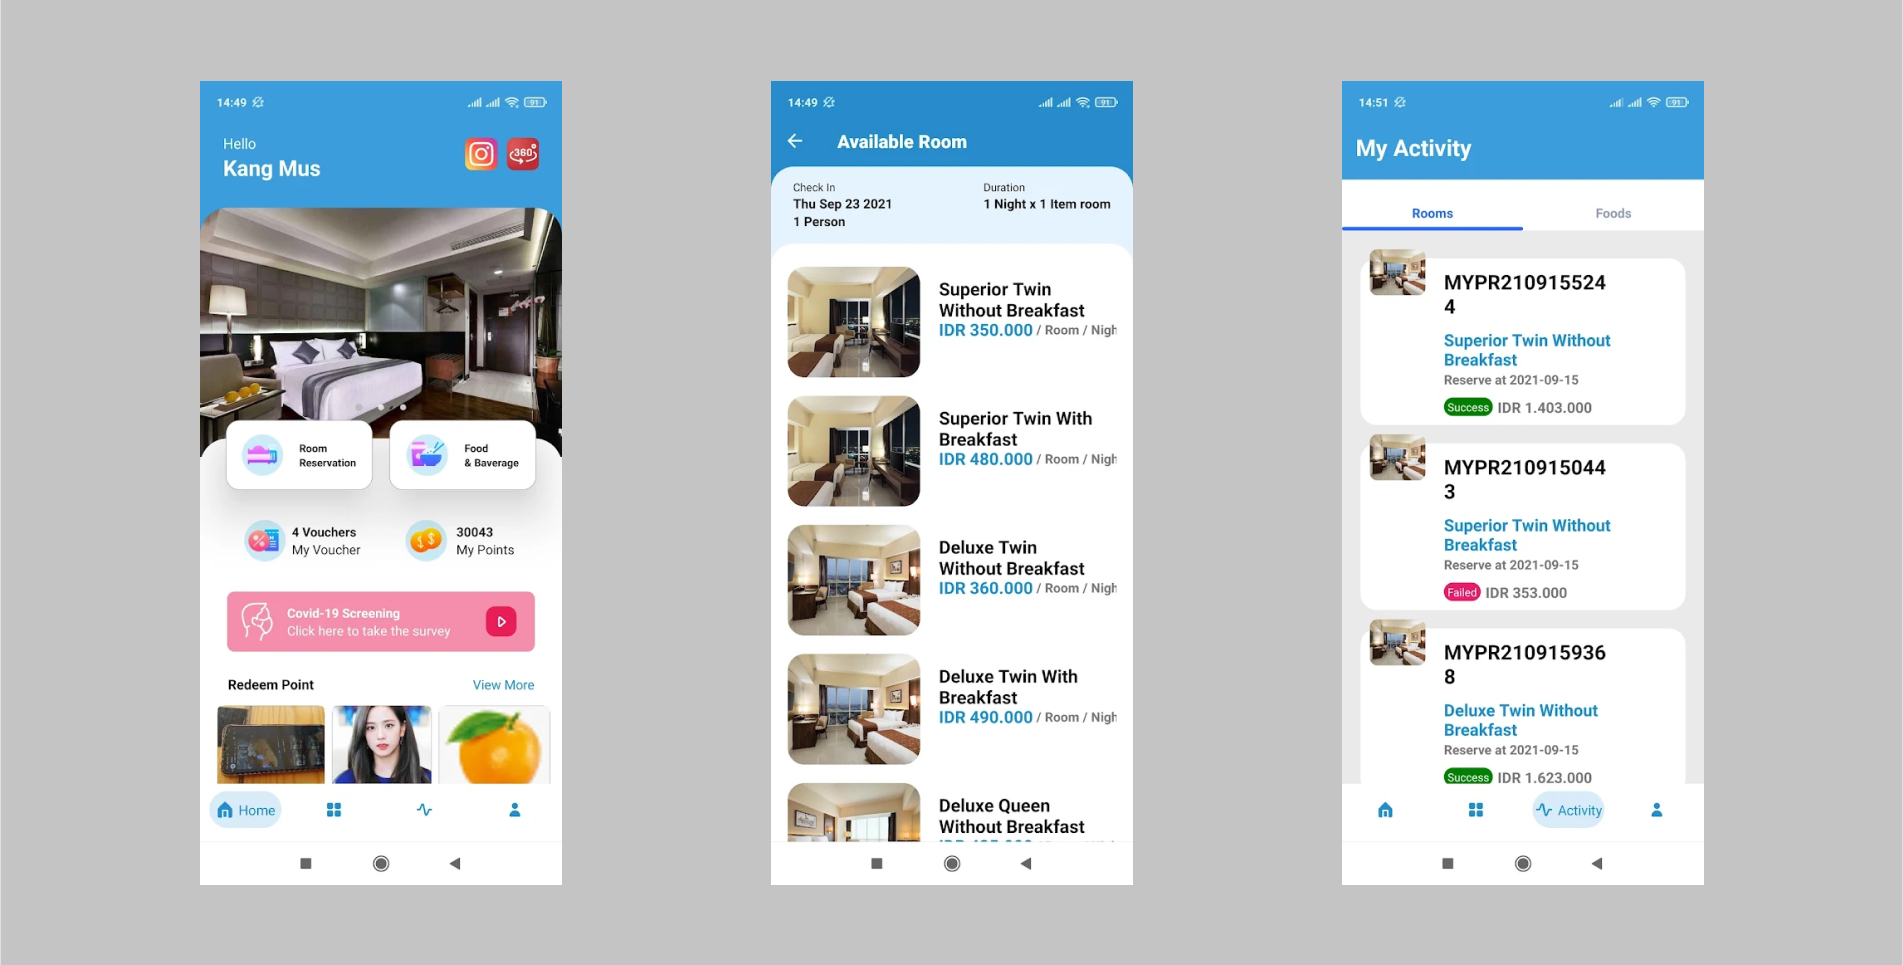 14:49
91
Hello
Kang Mus
360°
Room
Reservation
Food
& Baverage
4 Vouchers
My Voucher
30043
My Points
Covid-19 Screening
Click here to take the survey
Redeem Point
View More
Home
14:49
91
Available Room
Check In
Thu Sep 23 2021
1 Person
Duration
1 Night x 1 Item room
Superior Twin
Without Breakfast
IDR 350.000 / Room / Nigh
Superior Twin With
Breakfast
IDR 480.000 / Room / Nigh
Deluxe Twin
Without Breakfast
IDR 360.000 / Room / Nigh
Deluxe Twin With
Breakfast
IDR 490.000 / Room / Nigh
Deluxe Queen
Without Breakfast
14:51
91
My Activity
Rooms
Foods
MYPR210915524
4
Superior Twin Without
Breakfast
Reserve at 2021-09-15
Success IDR 1.403.000
MYPR210915044
3
Superior Twin Without
Breakfast
Reserve at 2021-09-15
Failed IDR 353.000
MYPR210915936
8
Deluxe Twin Without
Breakfast
Reserve at 2021-09-15
Success IDR 1.623.000
Activity